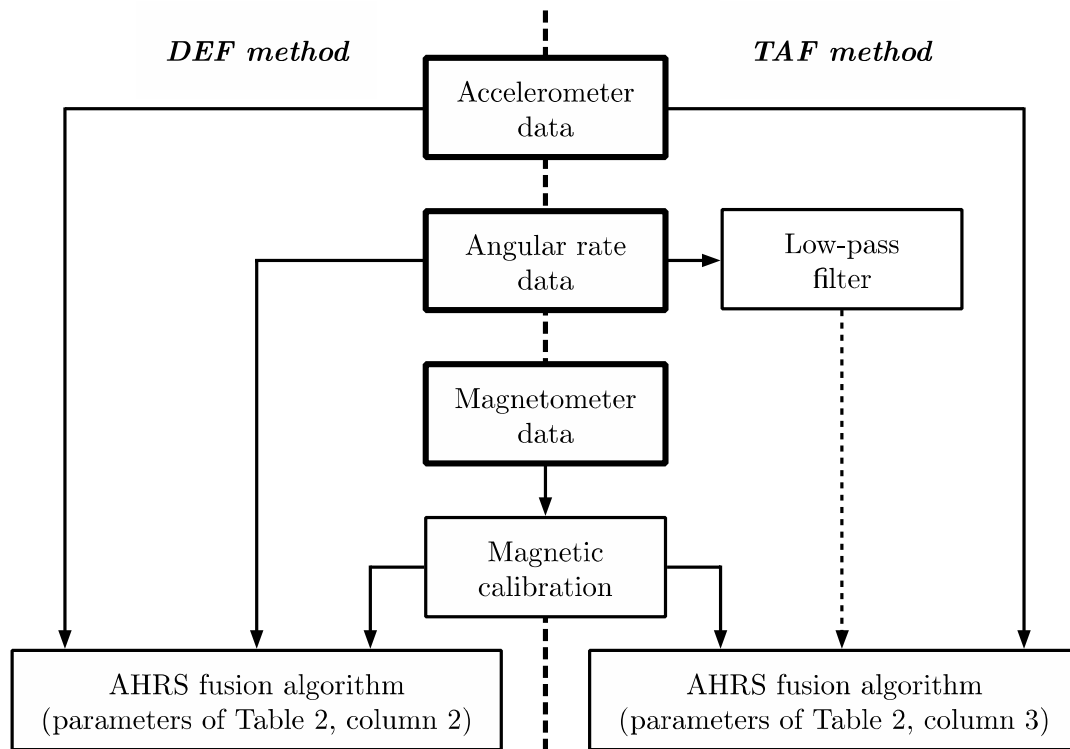 DEF method
TAF method
Accelerometer
data
Angular rate
data
Low-pass
filter
Magnetometer
data
Magnetic
calibration
AHRS fusion algorithm
(parameters of Table 2, column 2)
AHRS fusion algorithm
(parameters of Table 2, column 3)